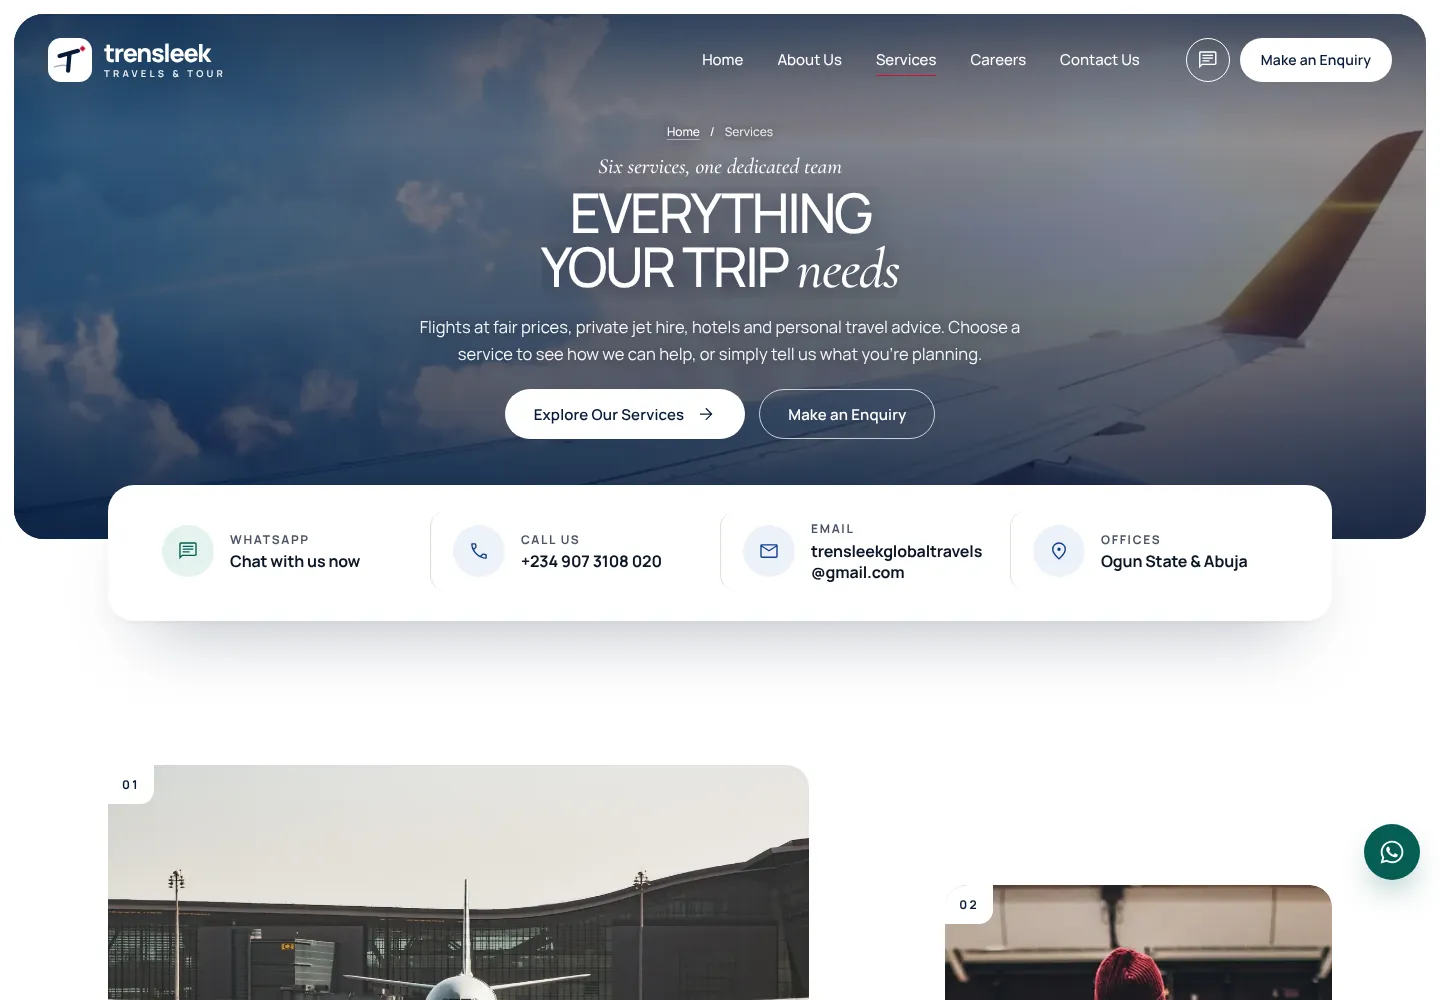 trensleek
TRAVELS & TOUR
Home
About Us
Services
Careers
Contact Us
Make an Enquiry
Home / Services
Six services, one dedicated team
EVERYTHING
YOUR TRIP needs
Flights at fair prices, private jet hire, hotels and personal travel advice. Choose a
service to see how we can help, or simply tell us what you're planning.
Explore Our Services
Make an Enquiry
WHATSAPP
Chat with us now
CALL US
+234 907 3108 020
EMAIL
trensleekglobaltravels
@gmail.com
OFFICES
Ogun State & Abuja
01
02